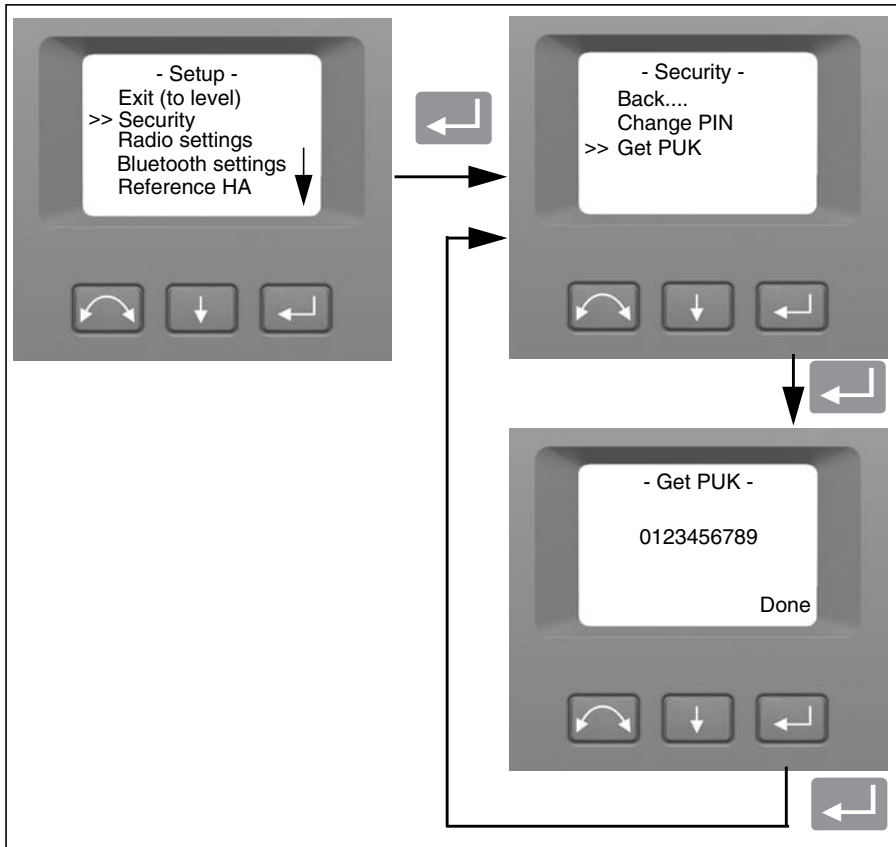 - Setup -
Exit (to level)
>> Security
Radio settings
Bluetooth settings
Reference HA
- Security -
Back....
Change PIN
>> Get PUK
- Get PUK -
0123456789
Done